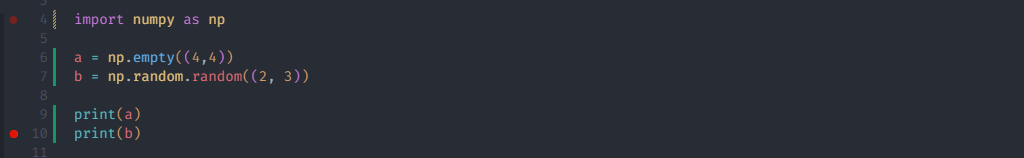 3
4 import numpy as np
5
6 a = np.empty((4,4))
7 b = np.random.random((2, 3))
8
9 print(a)
10 print(b)
11